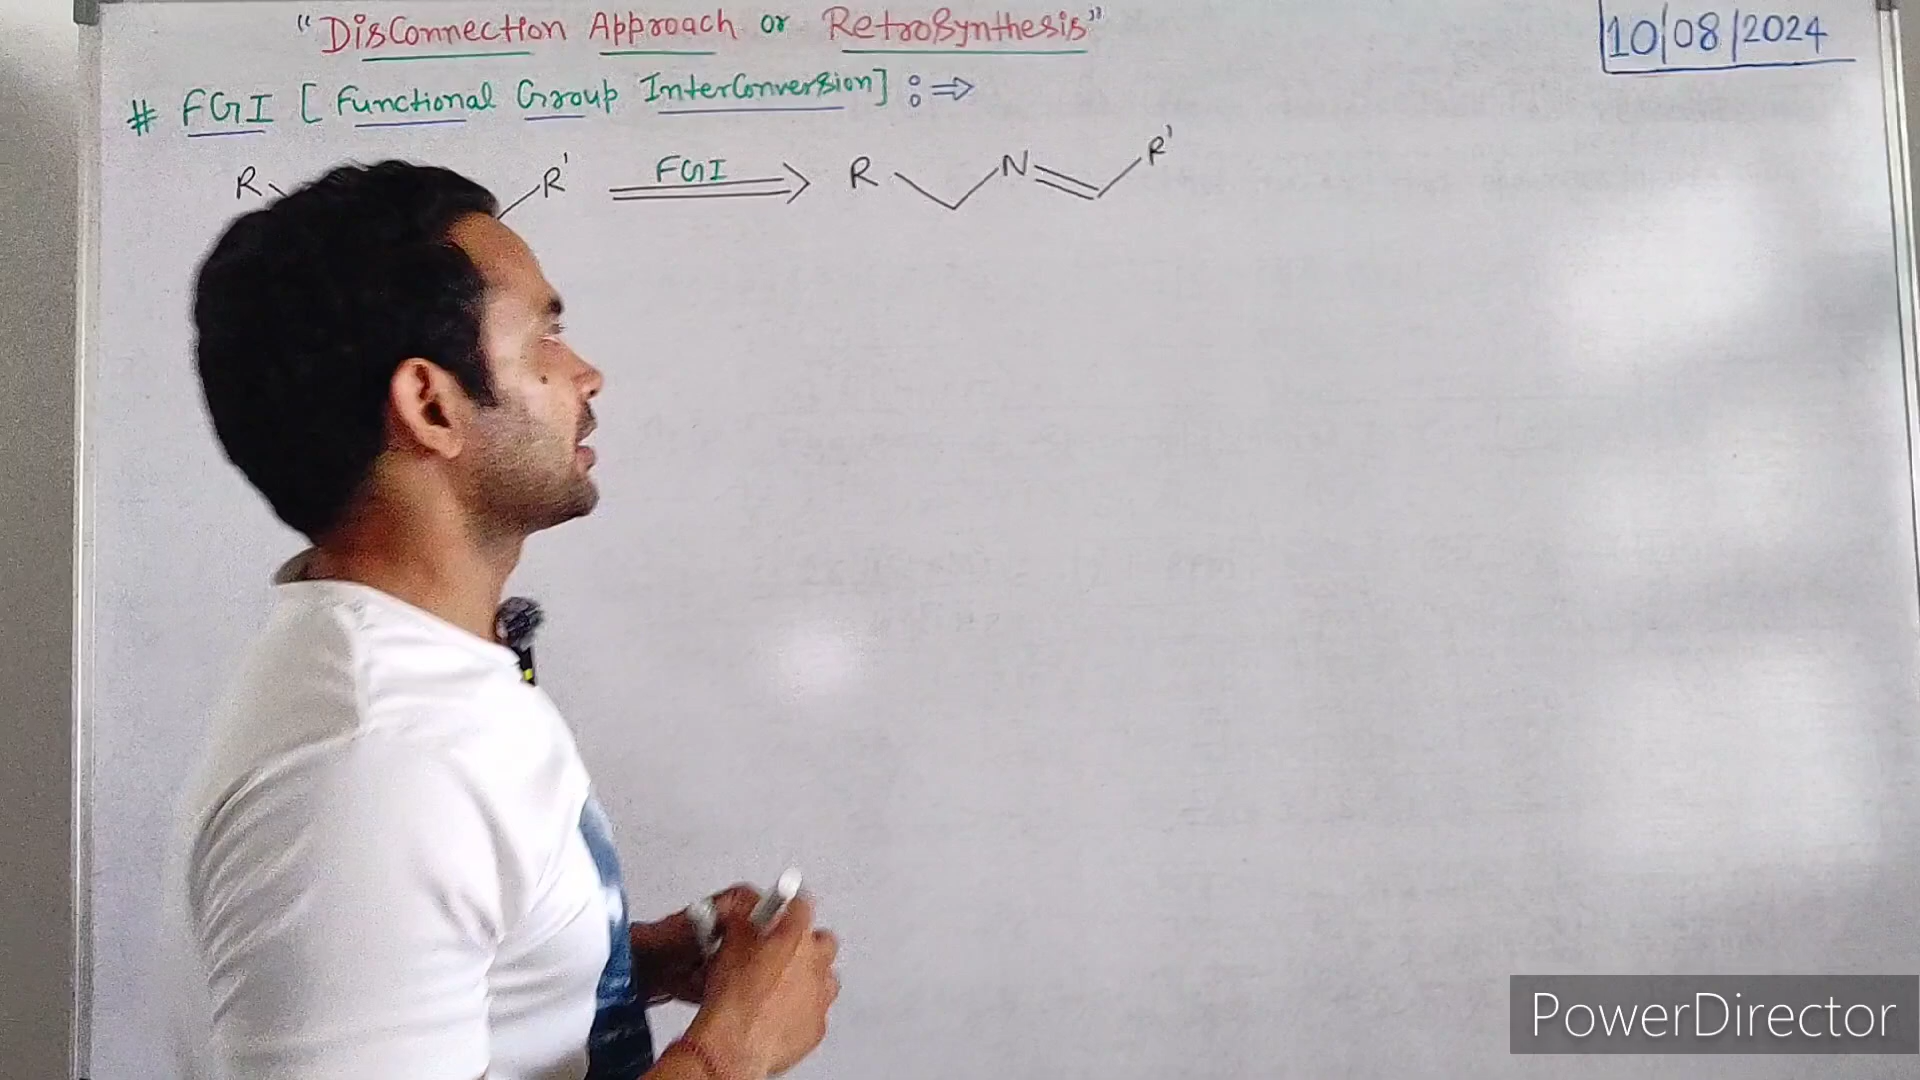 "Disconnection Approach or Retrosynthesis"
10/08/2024
# FGI [Functional Group InterConversion] : ⇒
R R' FGI R N R'
PowerDirector